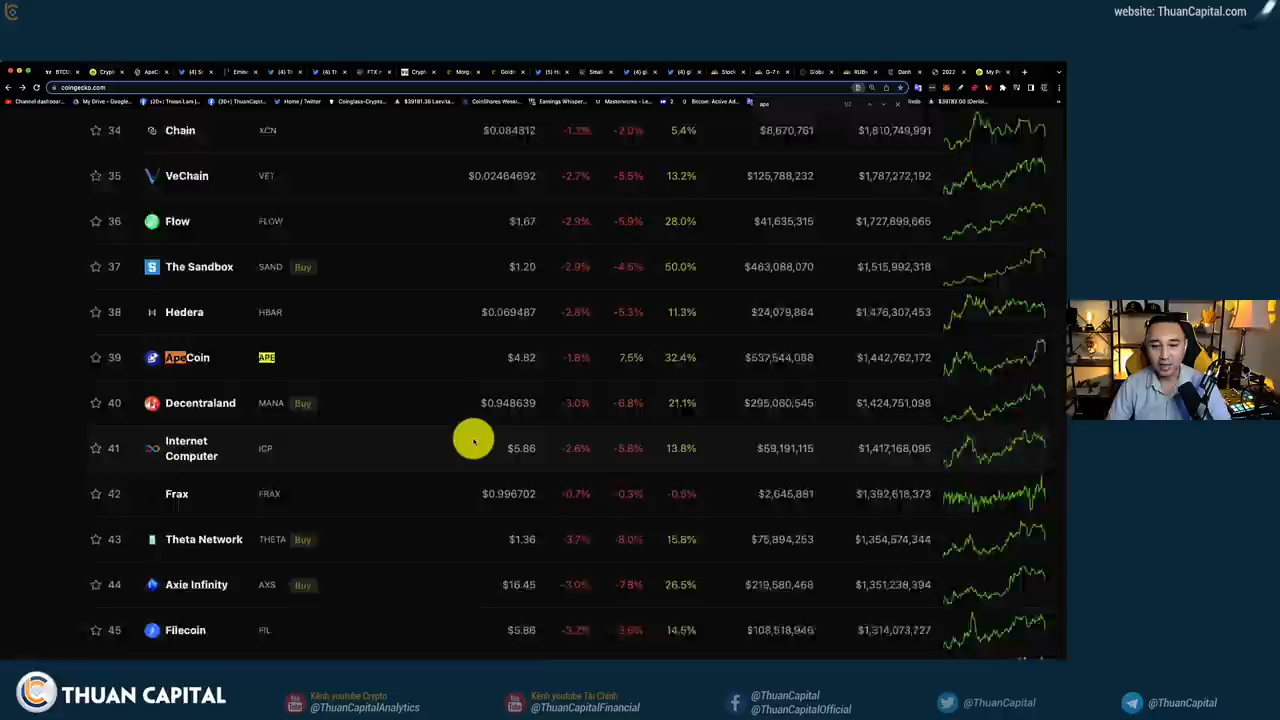 website: ThuanCapital.com
coingecko.com
ape
34 Chain XCN $0.084812 -1.3% -2.0% 5.4% $8,670,761 $1,810,749,991
35 VeChain VET $0.02464692 -2.7% -5.5% 13.2% $125,788,232 $1,787,272,192
36 Flow FLOW $1.67 -2.9% -5.9% 28.0% $41,635,315 $1,727,899,665
37 The Sandbox SAND Buy $1.20 -2.9% -4.6% 50.0% $463,088,070 $1,515,992,318
38 Hedera HBAR $0.069487 -2.8% -5.3% 11.3% $24,079,864 $1,476,307,453
39 ApeCoin APE $4.82 -1.8% 7.5% 32.4% $537,544,088 $1,442,762,172
40 Decentraland MANA Buy $0.948639 -3.0% -6.8% 21.1% $295,060,545 $1,424,751,098
41 Internet Computer ICP $5.86 -2.6% -5.8% 13.8% $59,191,115 $1,417,168,095
42 Frax FRAX $0.996702 -0.7% -0.3% -0.5% $2,645,881 $1,392,618,373
43 Theta Network THETA Buy $1.36 -3.7% -8.0% 15.8% $75,894,253 $1,354,574,344
44 Axie Infinity AXS Buy $16.45 -3.0% -7.8% 26.5% $219,580,468 $1,351,238,394
45 Filecoin FIL $5.86 -3.2% 3.6% 14.5% $108,518,946 $1,314,073,727
THUAN CAPITAL
Kênh youtube Crypto
@ThuanCapitalAnalytics
Kênh youtube Tài Chính
@ThuanCapitalFinancial
@ThuanCapital
@ThuanCapitalOfficial
@ThuanCapital
@ThuanCapital